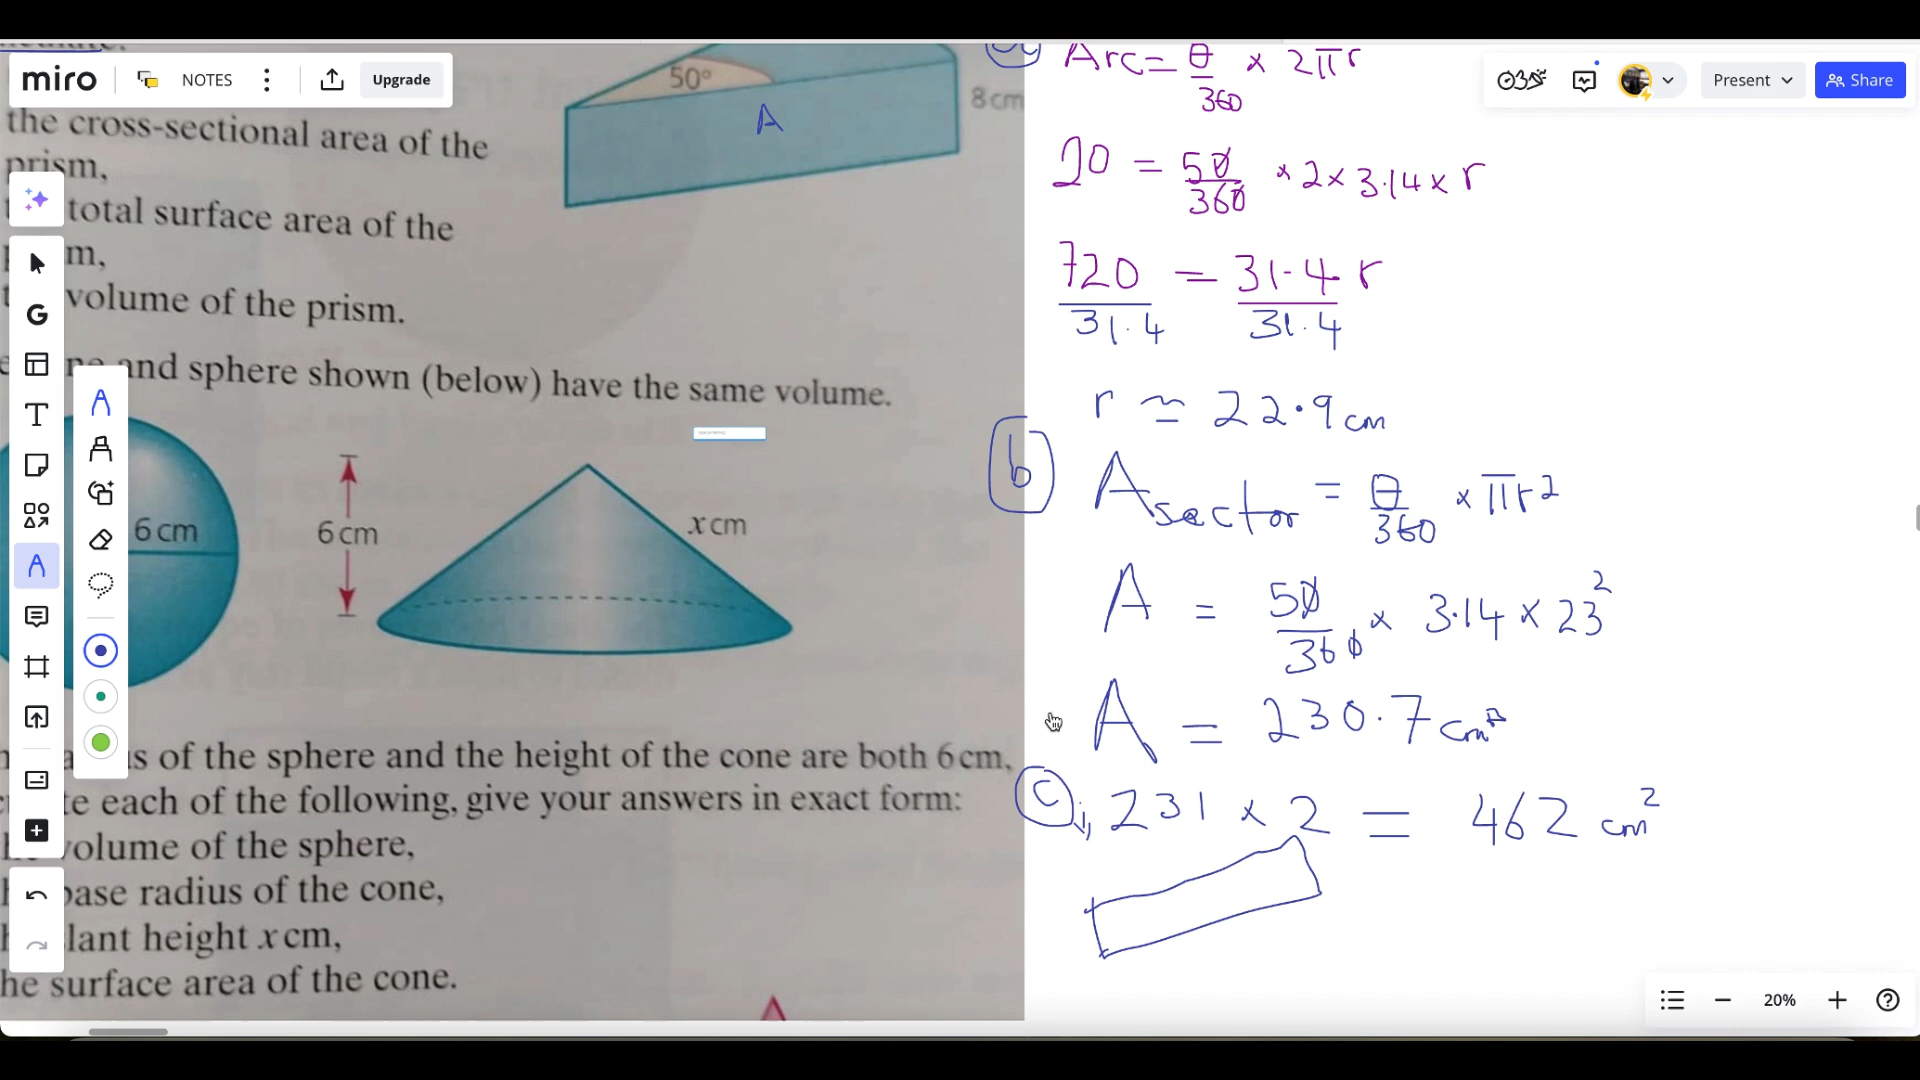 miro NOTES Upgrade
Present Share
50°
8 cm
A
the cross-sectional area of the
prism,
total surface area of the
m,
volume of the prism.
and sphere shown (below) have the same volume.
6 cm
6 cm
x cm
s of the sphere and the height of the cone are both 6 cm,
te each of the following, give your answers in exact form:
volume of the sphere,
base radius of the cone,
lant height x cm,
he surface area of the cone.
Arc = θ/360 × 2πr
20 = 50/360 × 2 × 3.14 × r
720/31.4 = 31.4 r/31.4
r ≃ 22.9 cm
b
A sector = θ/360 × πr²
A = 50/360 × 3.14 × 23²
A = 230.7 cm²
c i, 231 × 2 = 462 cm²
20%